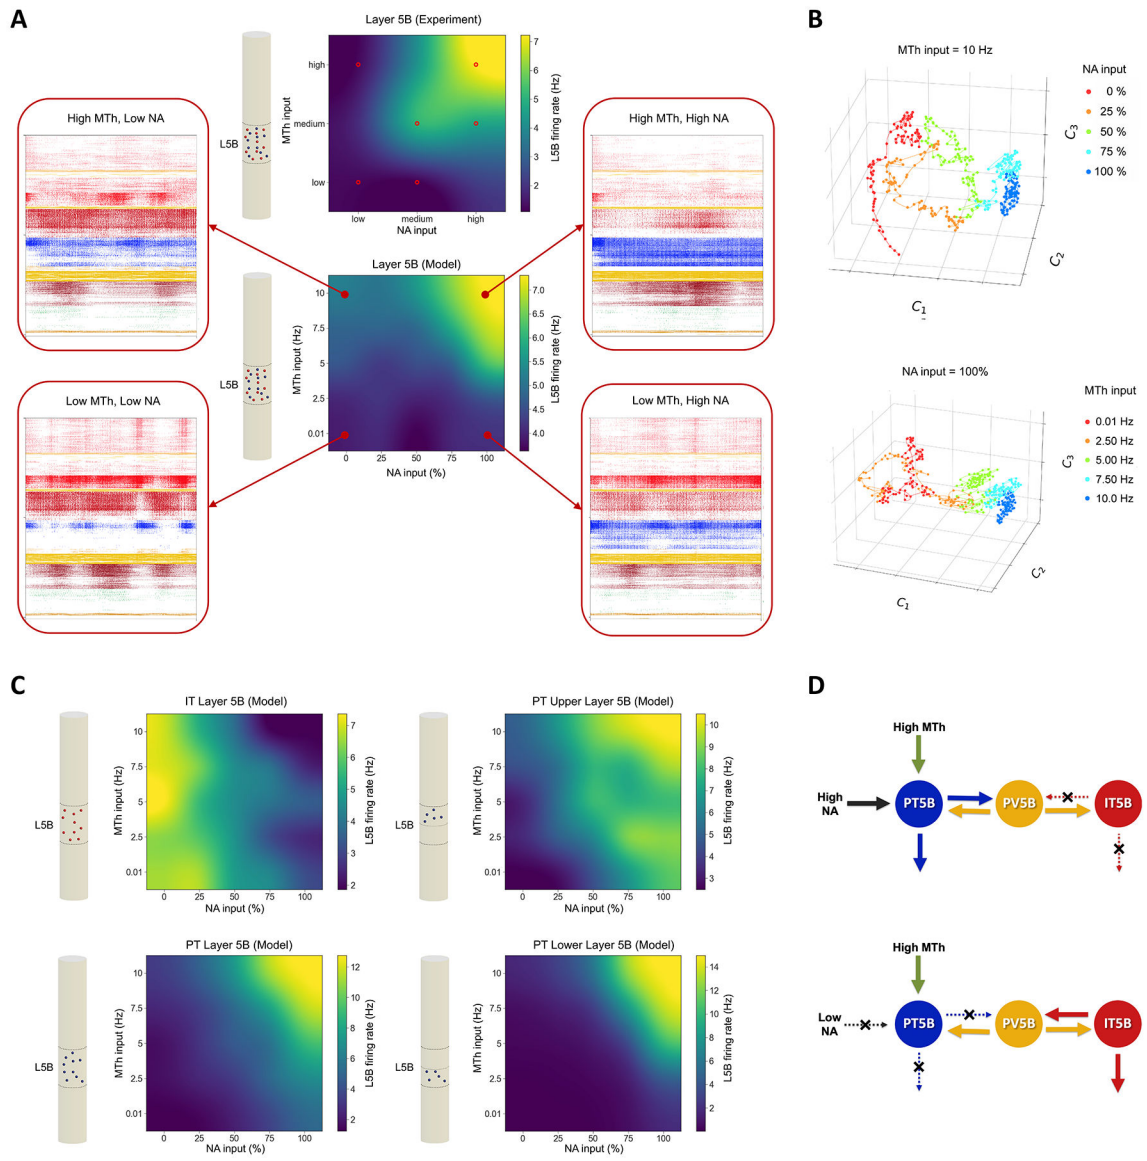 A
B
Layer 5B (Experiment)
MTh input
high
medium
low
low
medium
high
NA input
7
6
5
4
3
2
1
L5B firing rate (Hz)
L5B
High MTh, Low NA
High MTh, High NA
Layer 5B (Model)
MTh input (Hz)
10
7.5
5
2.5
0.01
0
25
50
75
100
NA input (%)
7.0
6.5
6.0
5.5
5.0
4.5
4.0
L5B firing rate (Hz)
L5B
Low MTh, Low NA
Low MTh, High NA
MTh input = 10 Hz
NA input
0 %
25 %
50 %
75 %
100 %
C3
C2
C1
NA input = 100%
MTh input
0.01 Hz
2.50 Hz
5.00 Hz
7.50 Hz
10.0 Hz
C3
C2
C1
C
D
IT Layer 5B (Model)
L5B
MTh input (Hz)
10
7.5
5
2.5
0.01
0
25
50
75
100
NA input (%)
7
6
5
4
3
2
L5B firing rate (Hz)
PT Upper Layer 5B (Model)
L5B
MTh input (Hz)
10
7.5
5
2.5
0.01
0
25
50
75
100
NA input (%)
10
9
8
7
6
5
4
3
L5B firing rate (Hz)
High MTh
High
NA
PT5B
PV5B
IT5B
PT Layer 5B (Model)
L5B
MTh input (Hz)
10
7.5
5
2.5
0.01
0
25
50
75
100
NA input (%)
12
10
8
6
4
2
L5B firing rate (Hz)
PT Lower Layer 5B (Model)
L5B
MTh input (Hz)
10
7.5
5
2.5
0.01
0
25
50
75
100
NA input (%)
14
12
10
8
6
4
2
L5B firing rate (Hz)
High MTh
Low
NA
PT5B
PV5B
IT5B